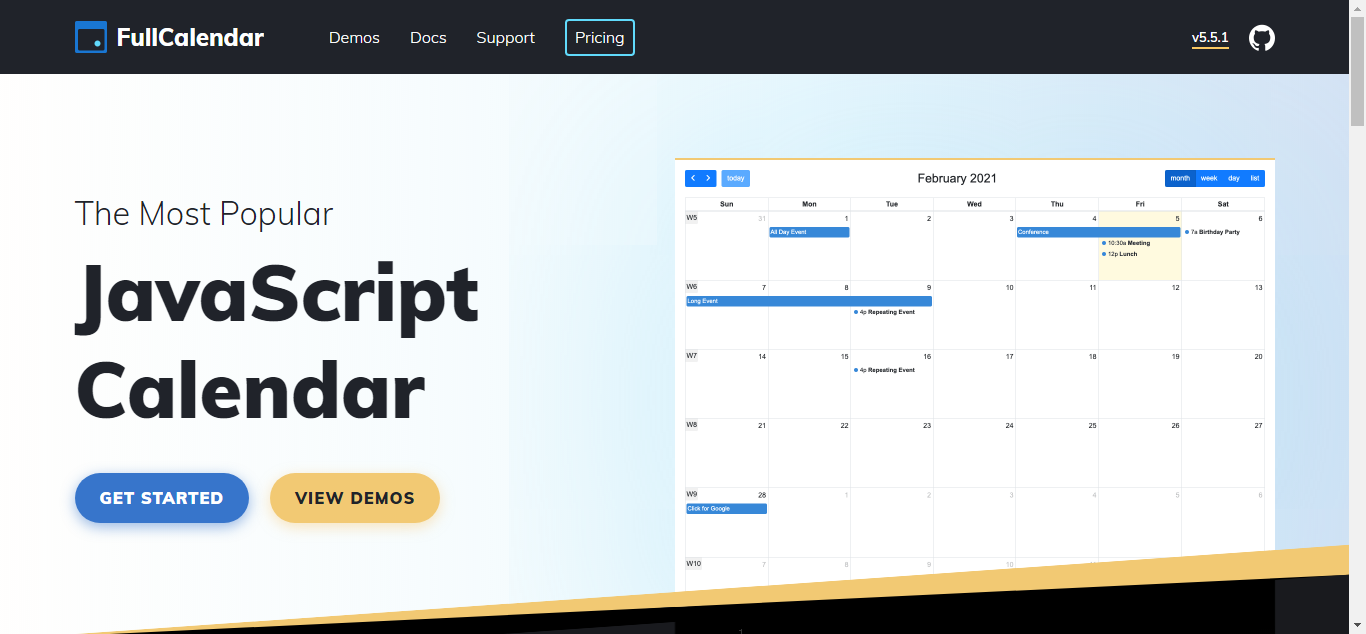 FullCalendar
Demos Docs Support Pricing
v5.5.1
The Most Popular
JavaScript
Calendar
GET STARTED VIEW DEMOS
today
February 2021
month week day list
Sun Mon Tue Wed Thu Fri Sat
W5 31 1 2 3 4 5 6
All Day Event Conference 7a Birthday Party
10:30a Meeting
12p Lunch
W6 7 8 9 10 11 12 13
Long Event
4p Repeating Event
W7 14 15 16 17 18 19 20
4p Repeating Event
W8 21 22 23 24 25 26 27
W9 28 1 2 3 4 5 6
Click for Google
W10 7 8 9